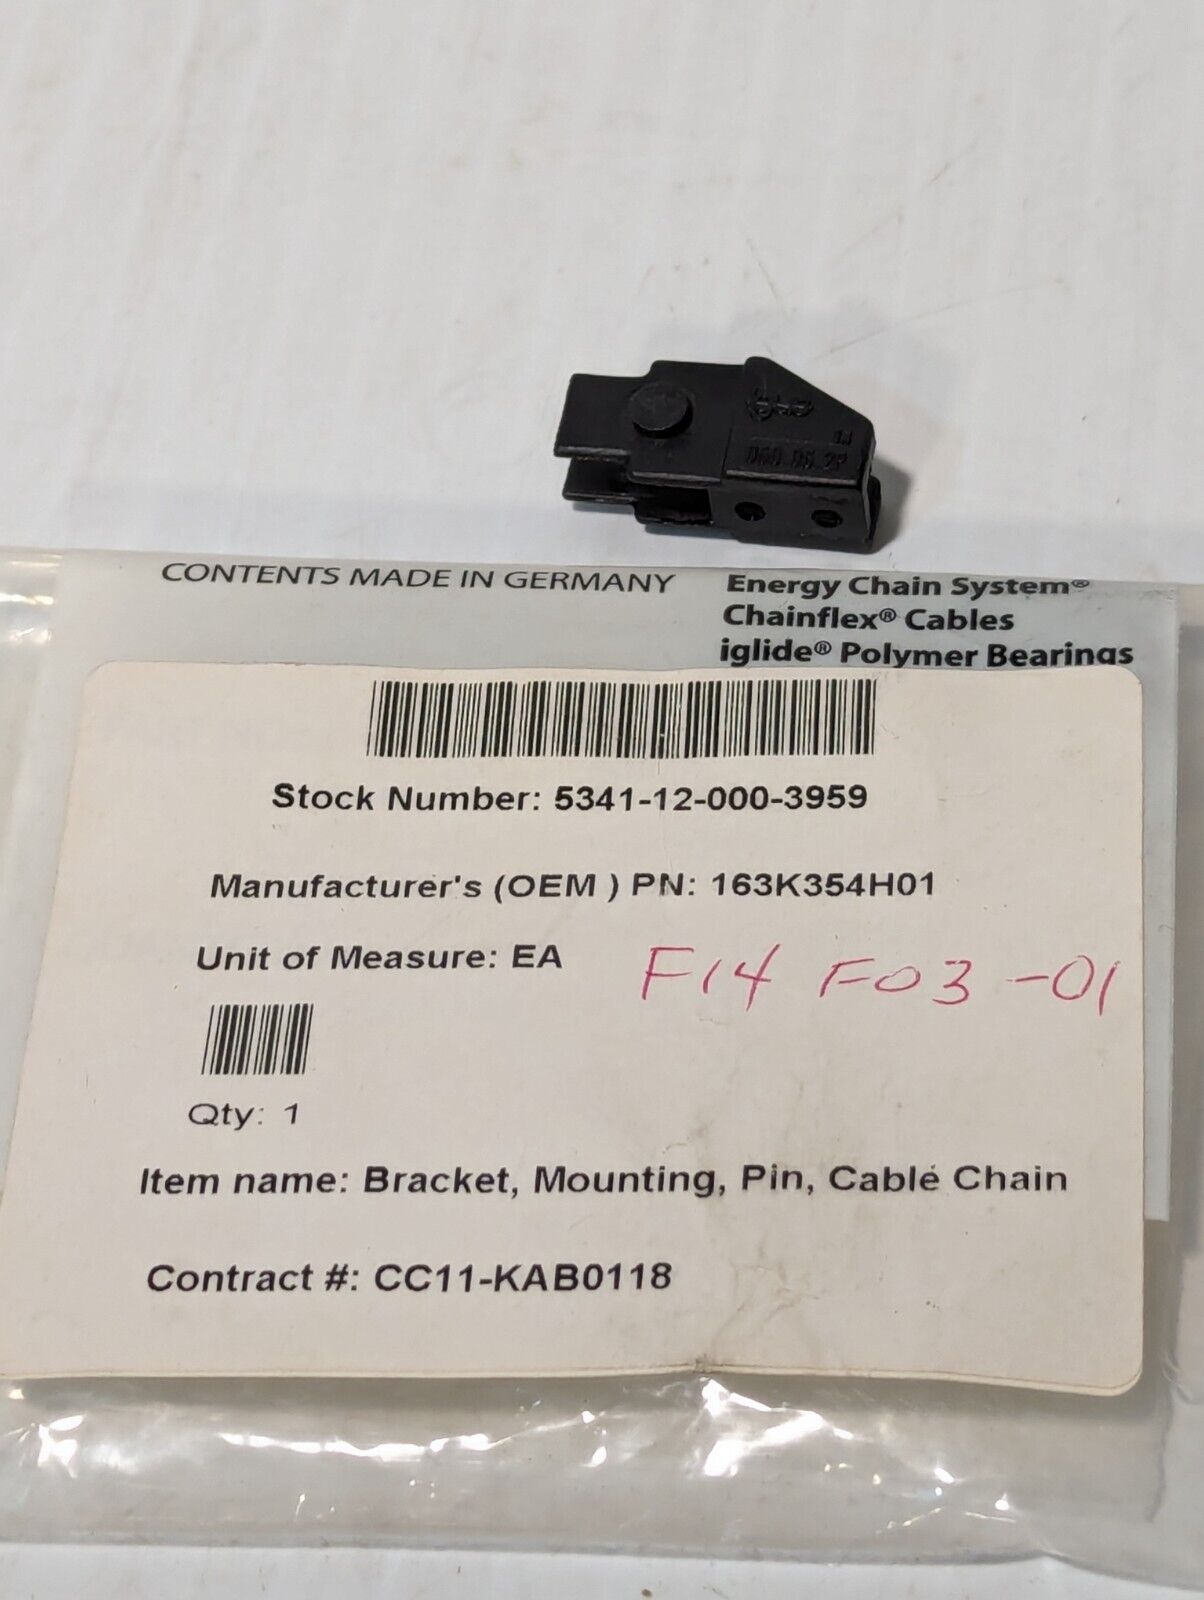 CONTENTS MADE IN GERMANY
Energy Chain System®
Chainflex® Cables
iglide® Polymer Bearings
Stock Number: 5341-12-000-3959
Manufacturer's (OEM ) PN: 163K354H01
Unit of Measure: EA
F14 F03 -01
Qty: 1
Item name: Bracket, Mounting, Pin, Cable Chain
Contract #: CC11-KAB0118